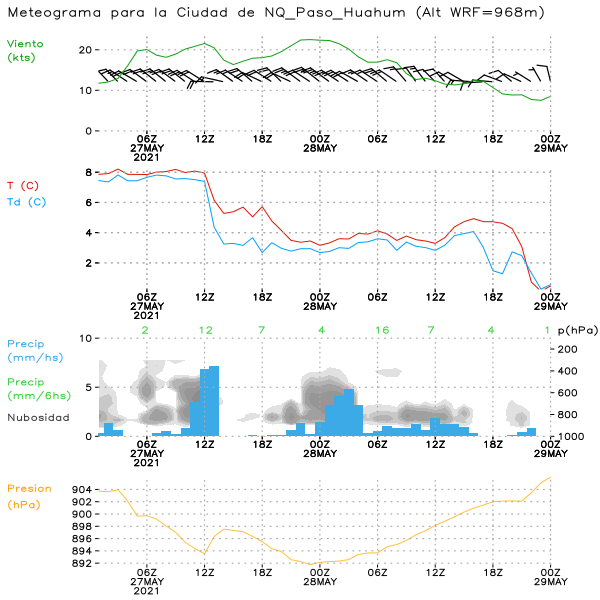 Meteograma para la Ciudad de NQ_Paso_Huahum (Alt WRF=968m)
Viento
(kts)
20
10
0
06Z 12Z 18Z 00Z 06Z 12Z 18Z 00Z
27MAY 28MAY 29MAY
2021
8
T (C)
Td (C)
6
4
2
06Z 12Z 18Z 00Z 06Z 12Z 18Z 00Z
27MAY 28MAY 29MAY
2021
2 12 7 4 16 7 4 1 p(hPa)
10
Precip
(mm/hs)
200
400
Precip
(mm/6hs)
5
600
Nubosidad
800
0 1000
06Z 12Z 18Z 00Z 06Z 12Z 18Z 00Z
27MAY 28MAY 29MAY
2021
Presion
(hPa)
904
902
900
898
896
894
892
06Z 12Z 18Z 00Z 06Z 12Z 18Z 00Z
27MAY 28MAY 29MAY
2021